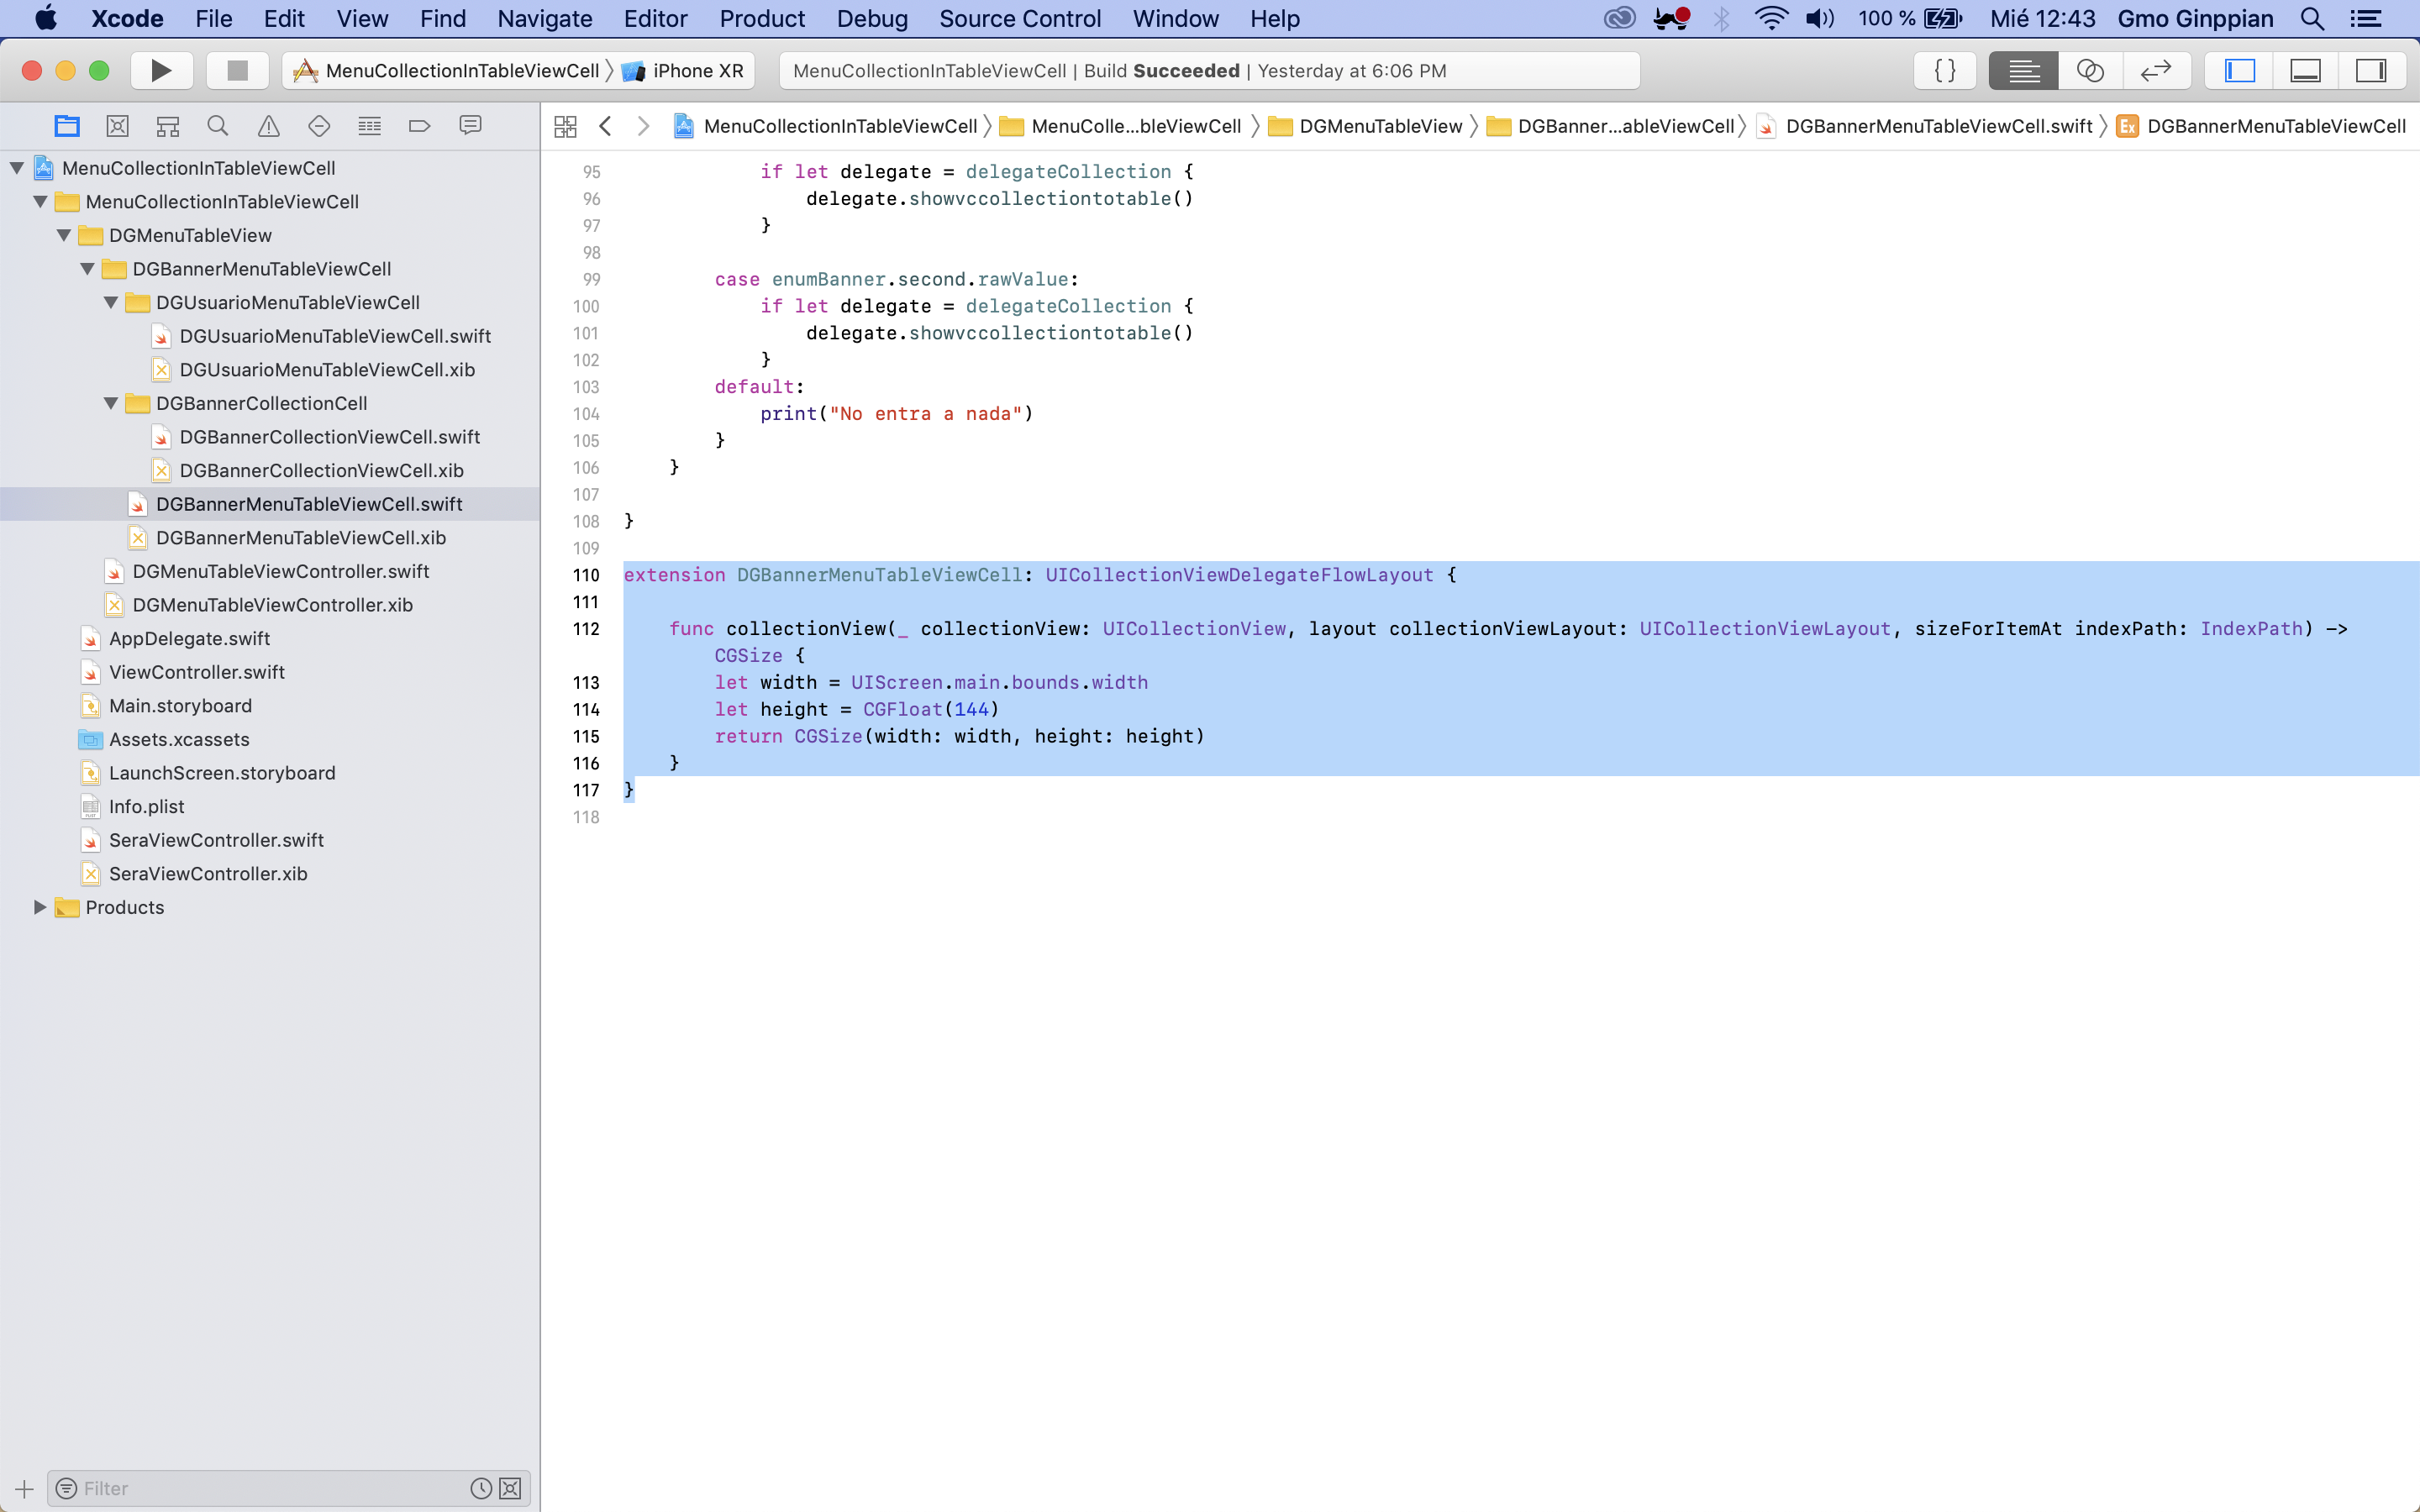 Xcode File Edit View Find Navigate Editor Product Debug Source Control Window Help 100 % Mié 12:43 Gmo Ginppian
MenuCollectionInTableViewCell iPhone XR MenuCollectionInTableViewCell | Build Succeeded | Yesterday at 6:06 PM {}
MenuCollectionInTableViewCell MenuColle...bleViewCell DGMenuTableView DGBanner...ableViewCell DGBannerMenuTableViewCell.swift Ex DGBannerMenuTableViewCell
MenuCollectionInTableViewCell
MenuCollectionInTableViewCell
DGMenuTableView
DGBannerMenuTableViewCell
DGUsuarioMenuTableViewCell
DGUsuarioMenuTableViewCell.swift
DGUsuarioMenuTableViewCell.xib
DGBannerCollectionCell
DGBannerCollectionViewCell.swift
DGBannerCollectionViewCell.xib
DGBannerMenuTableViewCell.swift
DGBannerMenuTableViewCell.xib
DGMenuTableViewController.swift
DGMenuTableViewController.xib
AppDelegate.swift
ViewController.swift
Main.storyboard
Assets.xcassets
LaunchScreen.storyboard
Info.plist
SeraViewController.swift
SeraViewController.xib
Products
Filter
95 if let delegate = delegateCollection {
96 delegate.showvccollectiontotable()
97 }
98
99 case enumBanner.second.rawValue:
100 if let delegate = delegateCollection {
101 delegate.showvccollectiontotable()
102 }
103 default:
104 print("No entra a nada")
105 }
106 }
107
108 }
109
110 extension DGBannerMenuTableViewCell: UICollectionViewDelegateFlowLayout {
111
112 func collectionView(_ collectionView: UICollectionView, layout collectionViewLayout: UICollectionViewLayout, sizeForItemAt indexPath: IndexPath) ->
CGSize {
113 let width = UIScreen.main.bounds.width
114 let height = CGFloat(144)
115 return CGSize(width: width, height: height)
116 }
117 }
118